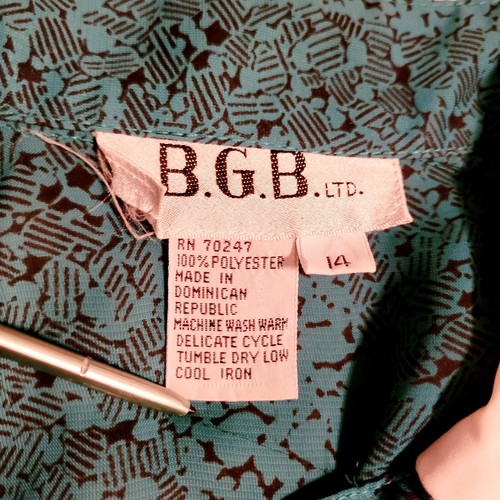 B.G.B. LTD.
14
RN 70247
100% POLYESTER
MADE IN
DOMINICAN
REPUBLIC
MACHINE WASH WARM
DELICATE CYCLE
TUMBLE DRY LOW
COOL IRON